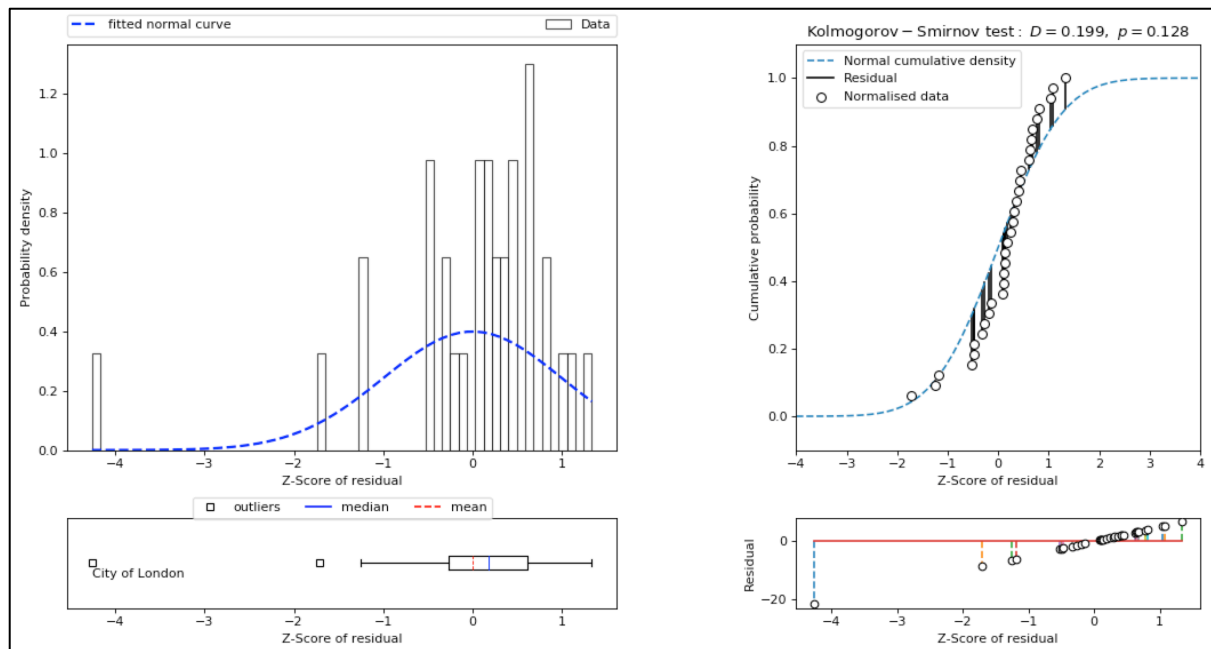 fitted normal curve Data
Probability density
1.2
1.0
0.8
0.6
0.4
0.2
0.0
−4 −3 −2 −1 0 1
Z-Score of residual
Kolmogorov − Smirnov test : D = 0.199, p = 0.128
Normal cumulative density
Residual
Normalised data
Cumulative probability
1.0
0.8
0.6
0.4
0.2
0.0
−4 −3 −2 −1 0 1 2 3 4
Z-Score of residual
outliers median mean
City of London
−4 −3 −2 −1 0 1
Z-Score of residual
Residual
0
−20
−4 −3 −2 −1 0 1
Z-Score of residual